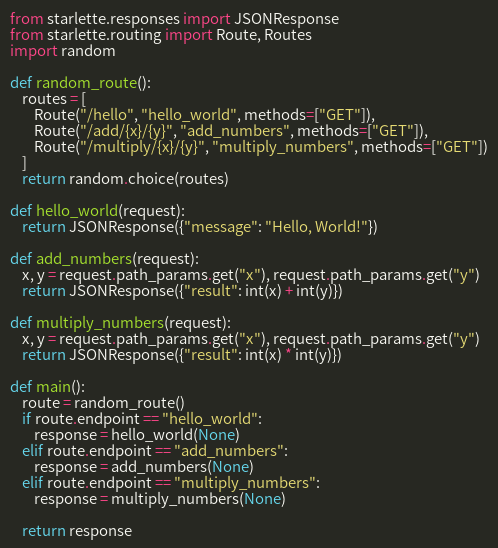 from starlette.responses import JSONResponse
from starlette.routing import Route, Routes
import random

def random_route():
    routes = [
        Route("/hello", "hello_world", methods=["GET"]),
        Route("/add/{x}/{y}", "add_numbers", methods=["GET"]),
        Route("/multiply/{x}/{y}", "multiply_numbers", methods=["GET"])
    ]
    return random.choice(routes)

def hello_world(request):
    return JSONResponse({"message": "Hello, World!"})

def add_numbers(request):
    x, y = request.path_params.get("x"), request.path_params.get("y")
    return JSONResponse({"result": int(x) + int(y)})

def multiply_numbers(request):
    x, y = request.path_params.get("x"), request.path_params.get("y")
    return JSONResponse({"result": int(x) * int(y)})

def main():
    route = random_route()
    if route.endpoint == "hello_world":
        response = hello_world(None)
    elif route.endpoint == "add_numbers":
        response = add_numbers(None)
    elif route.endpoint == "multiply_numbers":
        response = multiply_numbers(None)

    return response